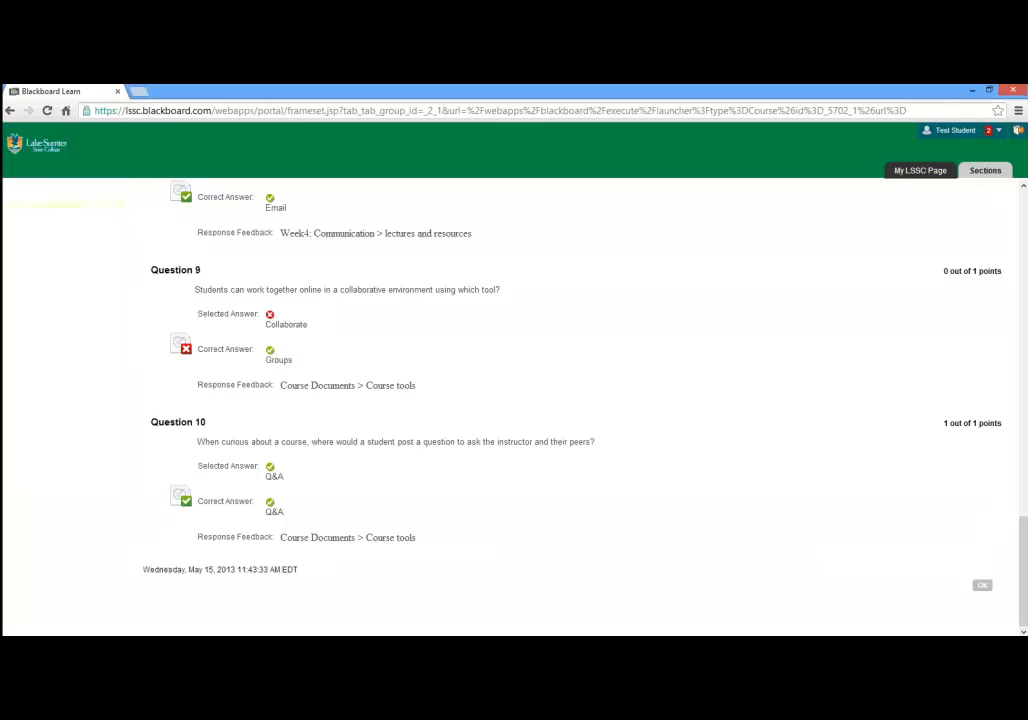 Blackboard Learn
https://lssc.blackboard.com/webapps/portal/frameset.jsp?tab_tab_group_id=_2_1&url=%2Fwebapps%2Fblackboard%2Fexecute%2Flauncher%3Ftype%3DCourse%26id%3D_5702_1%26url%3D
Test Student 2
Lake-Sumter
State College
My LSSC Page Sections
Correct Answer:
Email
Response Feedback: Week4: Communication > lectures and resources
Question 9 0 out of 1 points
Students can work together online in a collaborative environment using which tool?
Selected Answer:
Collaborate
Correct Answer:
Groups
Response Feedback: Course Documents > Course tools
Question 10 1 out of 1 points
When curious about a course, where would a student post a question to ask the instructor and their peers?
Selected Answer:
Q&A
Correct Answer:
Q&A
Response Feedback: Course Documents > Course tools
Wednesday, May 15, 2013 11:43:33 AM EDT
OK